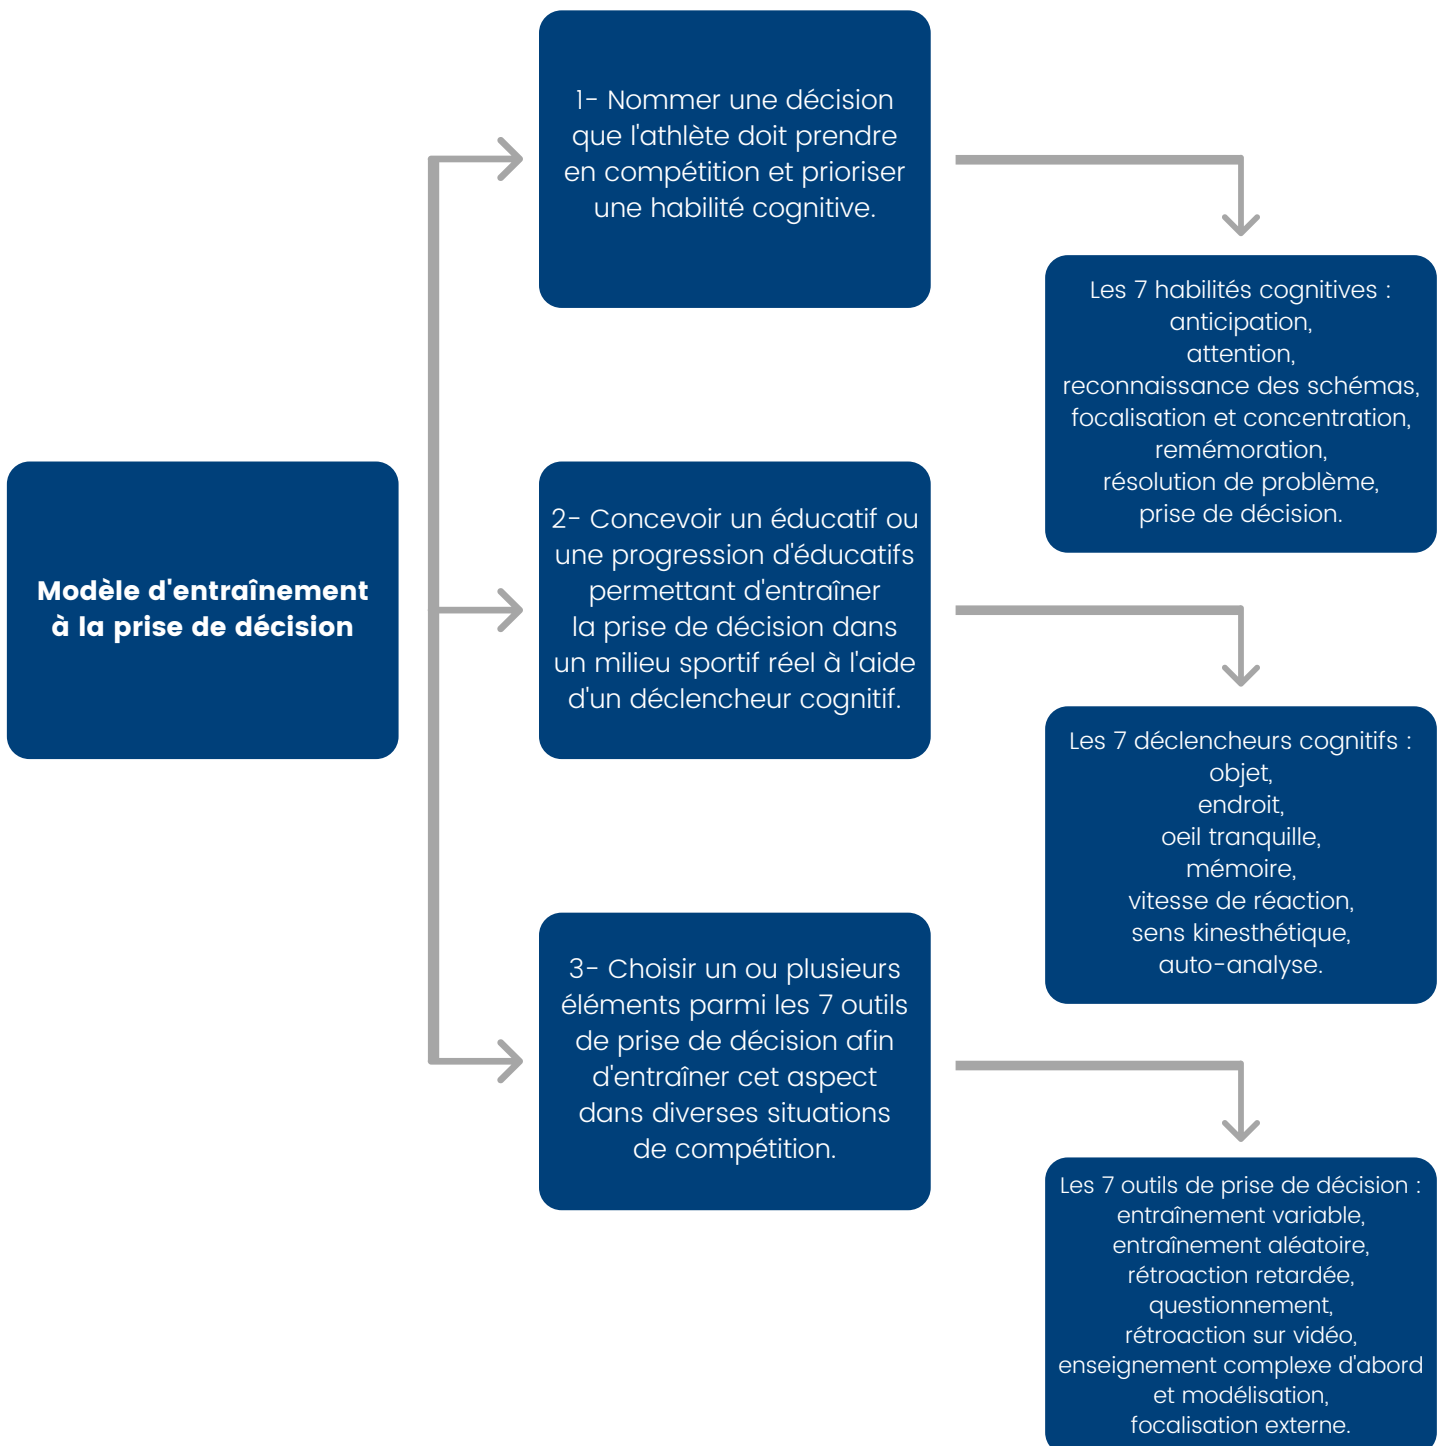 Modèle d'entraînement
à la prise de décision
1- Nommer une décision
que l'athlète doit prendre
en compétition et prioriser
une habilité cognitive.
Les 7 habilités cognitives :
anticipation,
attention,
reconnaissance des schémas,
focalisation et concentration,
remémoration,
résolution de problème,
prise de décision.
2- Concevoir un éducatif ou
une progression d'éducatifs
permettant d'entraîner
la prise de décision dans
un milieu sportif réel à l'aide
d'un déclencheur cognitif.
Les 7 déclencheurs cognitifs :
objet,
endroit,
oeil tranquille,
mémoire,
vitesse de réaction,
sens kinesthétique,
auto-analyse.
3- Choisir un ou plusieurs
éléments parmi les 7 outils
de prise de décision afin
d'entraîner cet aspect
dans diverses situations
de compétition.
Les 7 outils de prise de décision :
entraînement variable,
entraînement aléatoire,
rétroaction retardée,
questionnement,
rétroaction sur vidéo,
enseignement complexe d'abord
et modélisation,
focalisation externe.